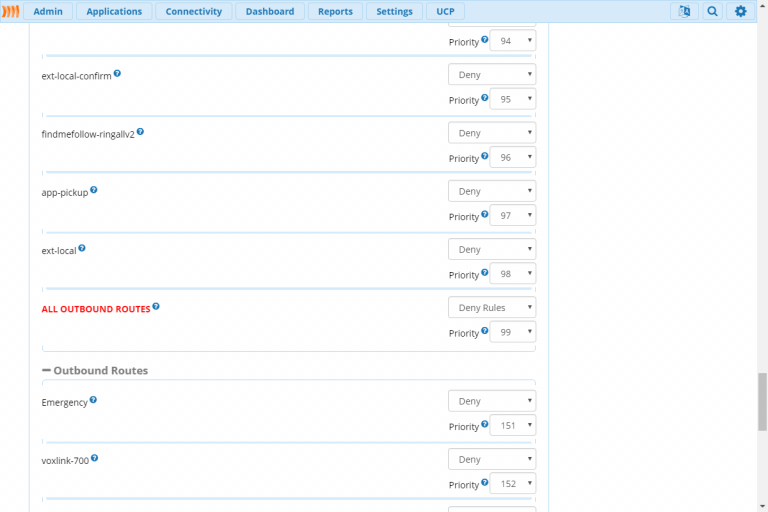 Admin Applications Connectivity Dashboard Reports Settings UCP
Priority ? 94
ext-local-confirm ? Deny
Priority ? 95
findmefollow-ringallv2 ? Deny
Priority ? 96
app-pickup ? Deny
Priority ? 97
ext-local ? Deny
Priority ? 98
ALL OUTBOUND ROUTES ? Deny Rules
Priority ? 99
Outbound Routes
Emergency ? Deny
Priority ? 151
voxlink-700 ? Deny
Priority ? 152